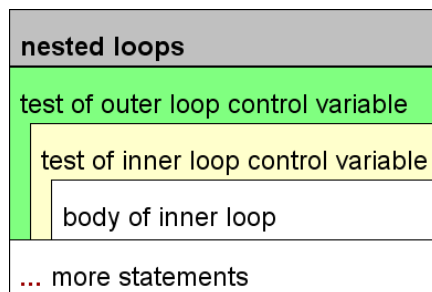 nested loops
test of outer loop control variable
test of inner loop control variable
body of inner loop
... more statements